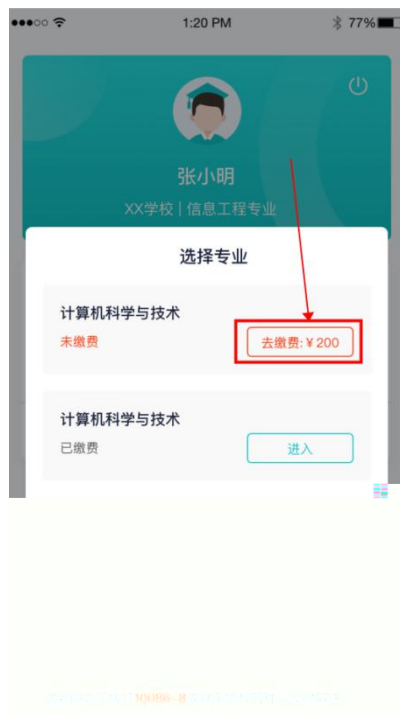 1:20 PM
77%
张小明
XX学校 | 信息工程专业
选择专业
计算机科学与技术
未缴费
去缴费:¥200
计算机科学与技术
已缴费
进入